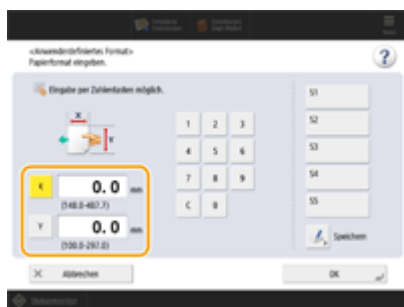 <Anwenderdefiniertes Format>
Papierformat eingeben.
?
Eingabe per Zahlentasten möglich.
X
Y
1 2 3
4 5 6
7 8 9
C 0
X 0.0 mm
(148.0-487.7)
Y 0.0 mm
(100.0-297.0)
S1
S2
S3
S4
S5
Speichern
Abbrechen
OK